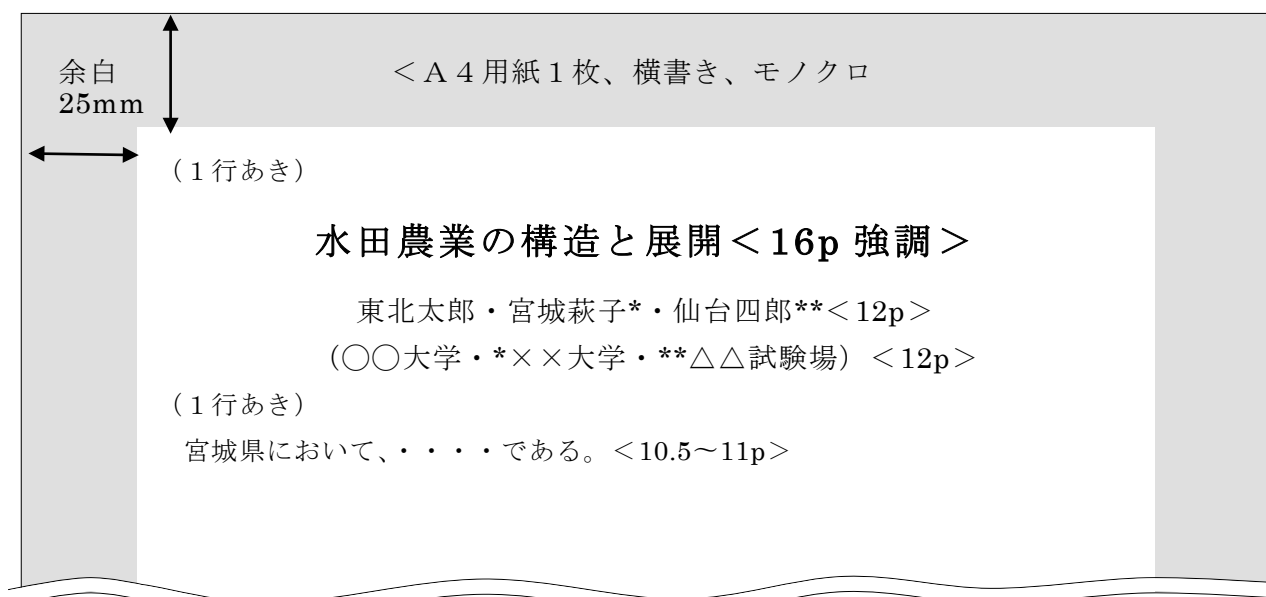 余白
25mm
＜A４用紙１枚、横書き、モノクロ
（１行あき）
水田農業の構造と展開＜16p 強調＞
東北太郎・宮城萩子*・仙台四郎**＜12p＞
（○○大学・*××大学・**△△試験場）＜12p＞
（１行あき）
宮城県において、・・・・である。＜10.5～11p＞